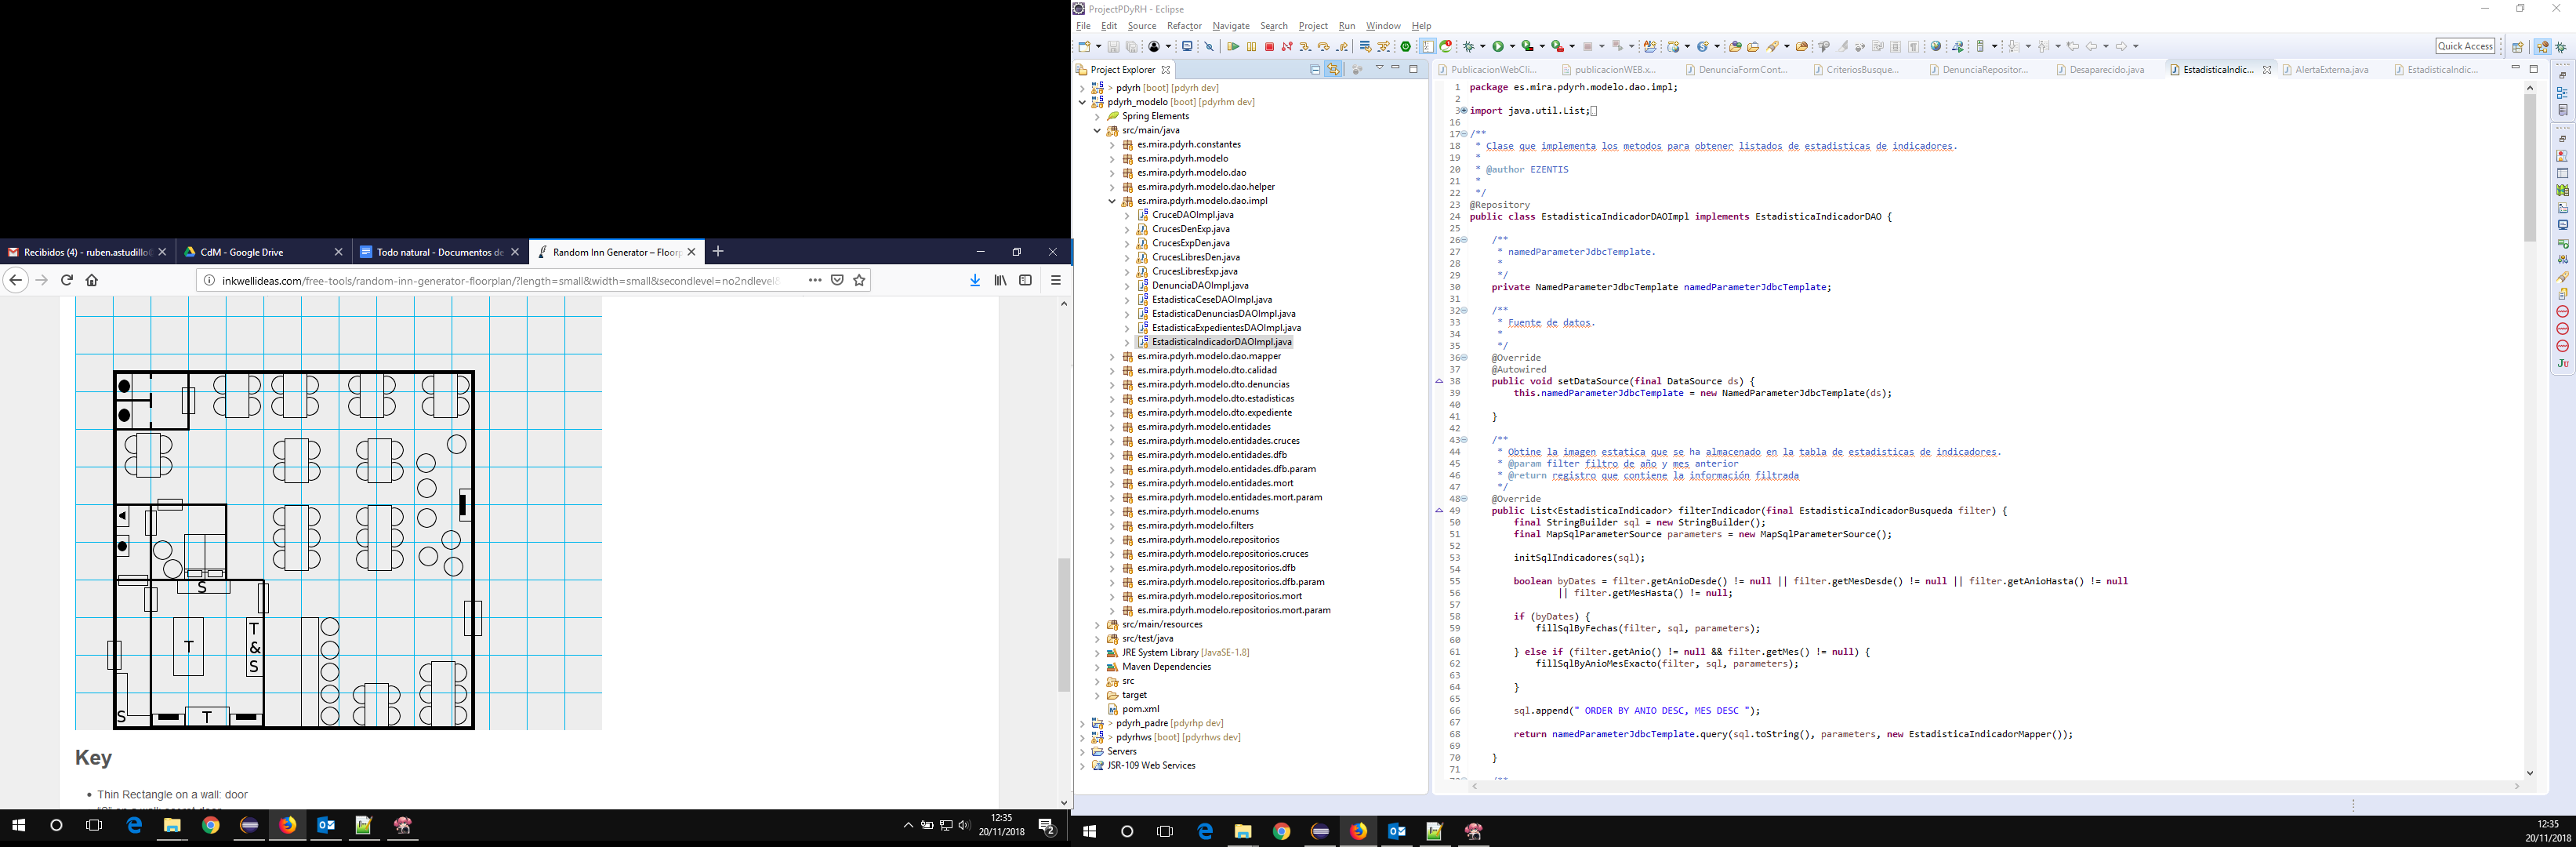 Recibidos (4) - ruben.astudillo
CdM - Google Drive
Todo natural - Documentos de
Random Inn Generator – Floorp
inkwellideas.com/free-tools/random-inn-generator-floorplan/?length=small&width=small&secondlevel=no2ndlevel
S
T
T
&
S
S
T
Key
Thin Rectangle on a wall: door
12:35
20/11/2018
2
ProjectPDyRH - Eclipse
File Edit Source Refactor Navigate Search Project Run Window Help
Quick Access
Project Explorer
> pdyrh [boot] [pdyrh dev]
pdyrh_modelo [boot] [pdyrhm dev]
Spring Elements
src/main/java
es.mira.pdyrh.constantes
es.mira.pdyrh.modelo
es.mira.pdyrh.modelo.dao
es.mira.pdyrh.modelo.dao.helper
es.mira.pdyrh.modelo.dao.impl
CruceDAOImpl.java
CrucesDenExp.java
CrucesExpDen.java
CrucesLibresDen.java
CrucesLibresExp.java
DenunciaDAOImpl.java
EstadisticaCeseDAOImpl.java
EstadisticaDenunciasDAOImpl.java
EstadisticaExpedientesDAOImpl.java
EstadisticaIndicadorDAOImpl.java
es.mira.pdyrh.modelo.dao.mapper
es.mira.pdyrh.modelo.dto.calidad
es.mira.pdyrh.modelo.dto.denuncias
es.mira.pdyrh.modelo.dto.estadisticas
es.mira.pdyrh.modelo.dto.expediente
es.mira.pdyrh.modelo.entidades
es.mira.pdyrh.modelo.entidades.cruces
es.mira.pdyrh.modelo.entidades.dfb
es.mira.pdyrh.modelo.entidades.dfb.param
es.mira.pdyrh.modelo.entidades.mort
es.mira.pdyrh.modelo.entidades.mort.param
es.mira.pdyrh.modelo.enums
es.mira.pdyrh.modelo.filters
es.mira.pdyrh.modelo.repositorios
es.mira.pdyrh.modelo.repositorios.cruces
es.mira.pdyrh.modelo.repositorios.dfb
es.mira.pdyrh.modelo.repositorios.dfb.param
es.mira.pdyrh.modelo.repositorios.mort
es.mira.pdyrh.modelo.repositorios.mort.param
src/main/resources
src/test/java
JRE System Library [JavaSE-1.8]
Maven Dependencies
src
target
pom.xml
pdyrh_padre [pdyrhp dev]
> pdyrhws [boot] [pdyrhws dev]
Servers
JSR-109 Web Services
PublicacionWebCli... publicacionWEB.x... DenunciaFormCont... CriteriosBusque... DenunciaRepositor... Desaparecido.java EstadisticaIndic... AlertaExterna.java EstadisticaIndic...
1 package es.mira.pdyrh.modelo.dao.impl;
2
3 import java.util.List;
16
17 /**
18 * Clase que implementa los metodos para obtener listados de estadisticas de indicadores.
19 *
20 * @author EZENTIS
21 *
22 */
23 @Repository
24 public class EstadisticaIndicadorDAOImpl implements EstadisticaIndicadorDAO {
25
26 /**
27 * namedParameterJdbcTemplate.
28 *
29 */
30 private NamedParameterJdbcTemplate namedParameterJdbcTemplate;
31
32 /**
33 * Fuente de datos.
34 *
35 */
36 @Override
37 @Autowired
38 public void setDataSource(final DataSource ds) {
39 this.namedParameterJdbcTemplate = new NamedParameterJdbcTemplate(ds);
40
41 }
42
43 /**
44 * Obtine la imagen estatica que se ha almacenado en la tabla de estadisticas de indicadores.
45 * @param filter filtro de año y mes anterior
46 * @return registro que contiene la información filtrada
47 */
48 @Override
49 public List<EstadisticaIndicador> filterIndicador(final EstadisticaIndicadorBusqueda filter) {
50 final StringBuilder sql = new StringBuilder();
51 final MapSqlParameterSource parameters = new MapSqlParameterSource();
52
53 initSqlIndicadores(sql);
54
55 boolean byDates = filter.getAnioDesde() != null || filter.getMesDesde() != null || filter.getAnioHasta() != null
56 || filter.getMesHasta() != null;
57
58 if (byDates) {
59 fillSqlByFechas(filter, sql, parameters);
60
61 } else if (filter.getAnio() != null && filter.getMes() != null) {
62 fillSqlByAnioMesExacto(filter, sql, parameters);
63
64 }
65
66 sql.append(" ORDER BY ANIO DESC, MES DESC ");
67
68 return namedParameterJdbcTemplate.query(sql.toString(), parameters, new EstadisticaIndicadorMapper());
69
70 }
71
12:35
20/11/2018